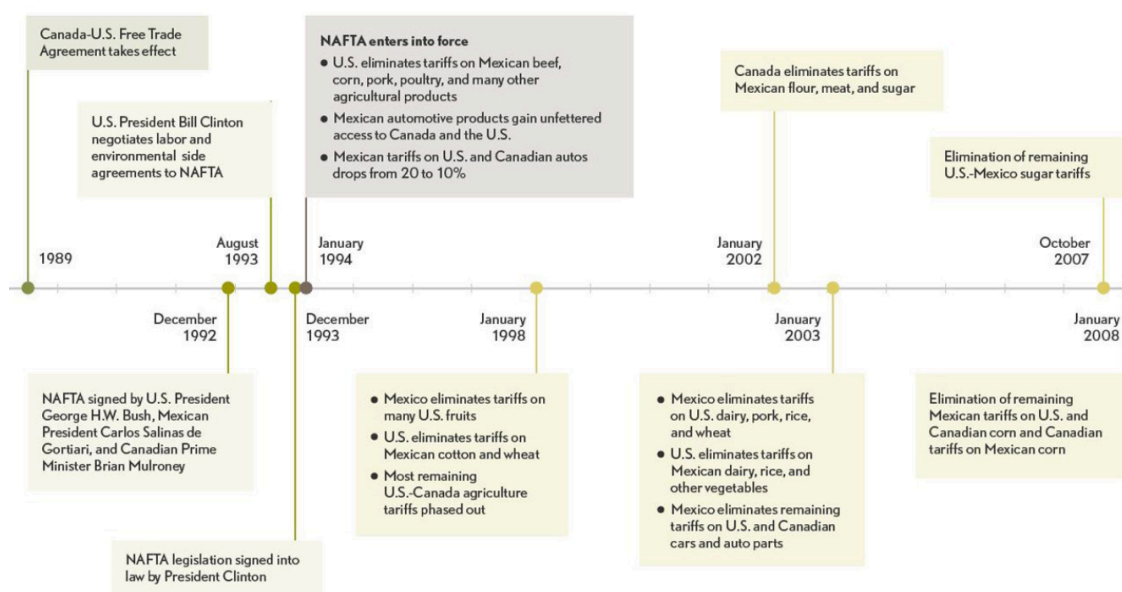 Canada-U.S. Free Trade
Agreement takes effect
1989
NAFTA signed by U.S. President
George H.W. Bush, Mexican
President Carlos Salinas de
Gortiari, and Canadian Prime
Minister Brian Mulroney
December
1992
U.S. President Bill Clinton
negotiates labor and
environmental side
agreements to NAFTA
August
1993
December
1993
NAFTA legislation signed into
law by President Clinton
NAFTA enters into force
• U.S. eliminates tariffs on Mexican beef,
corn, pork, poultry, and many other
agricultural products
• Mexican automotive products gain unfettered
access to Canada and the U.S.
• Mexican tariffs on U.S. and Canadian autos
drops from 20 to 10%
January
1994
January
1998
• Mexico eliminates tariffs on
many U.S. fruits
• U.S. eliminates tariffs on
Mexican cotton and wheat
• Most remaining
U.S.-Canada agriculture
tariffs phased out
Canada eliminates tariffs on
Mexican flour, meat, and sugar
January
2002
January
2003
• Mexico eliminates tariffs
on U.S. dairy, pork, rice,
and wheat
• U.S. eliminates tariffs on
Mexican dairy, rice, and
other vegetables
• Mexico eliminates remaining
tariffs on U.S. and Canadian
cars and auto parts
Elimination of remaining
U.S.-Mexico sugar tariffs
October
2007
January
2008
Elimination of remaining
Mexican tariffs on U.S. and
Canadian corn and Canadian
tariffs on Mexican corn